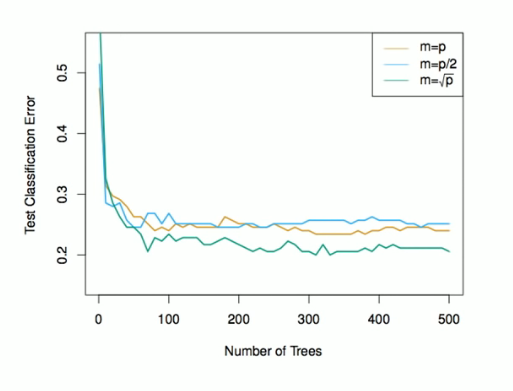 m=p
m=p/2
m=√p
Test Classification Error
0.5
0.4
0.3
0.2
0 100 200 300 400 500
Number of Trees